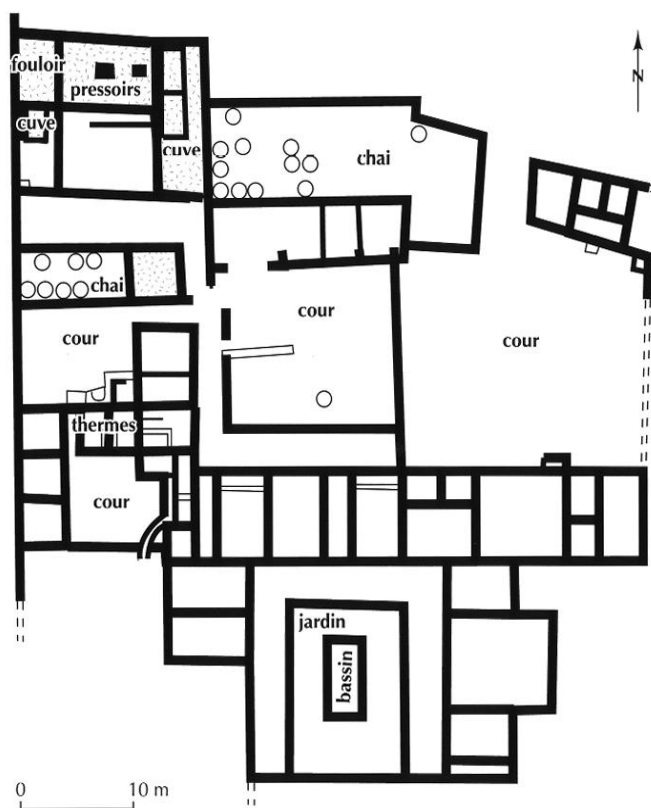 N
fouloir
pressoirs
cuve
cuve
chai
chai
cour
cour
cour
thermes
cour
jardin
bassin
0 10 m